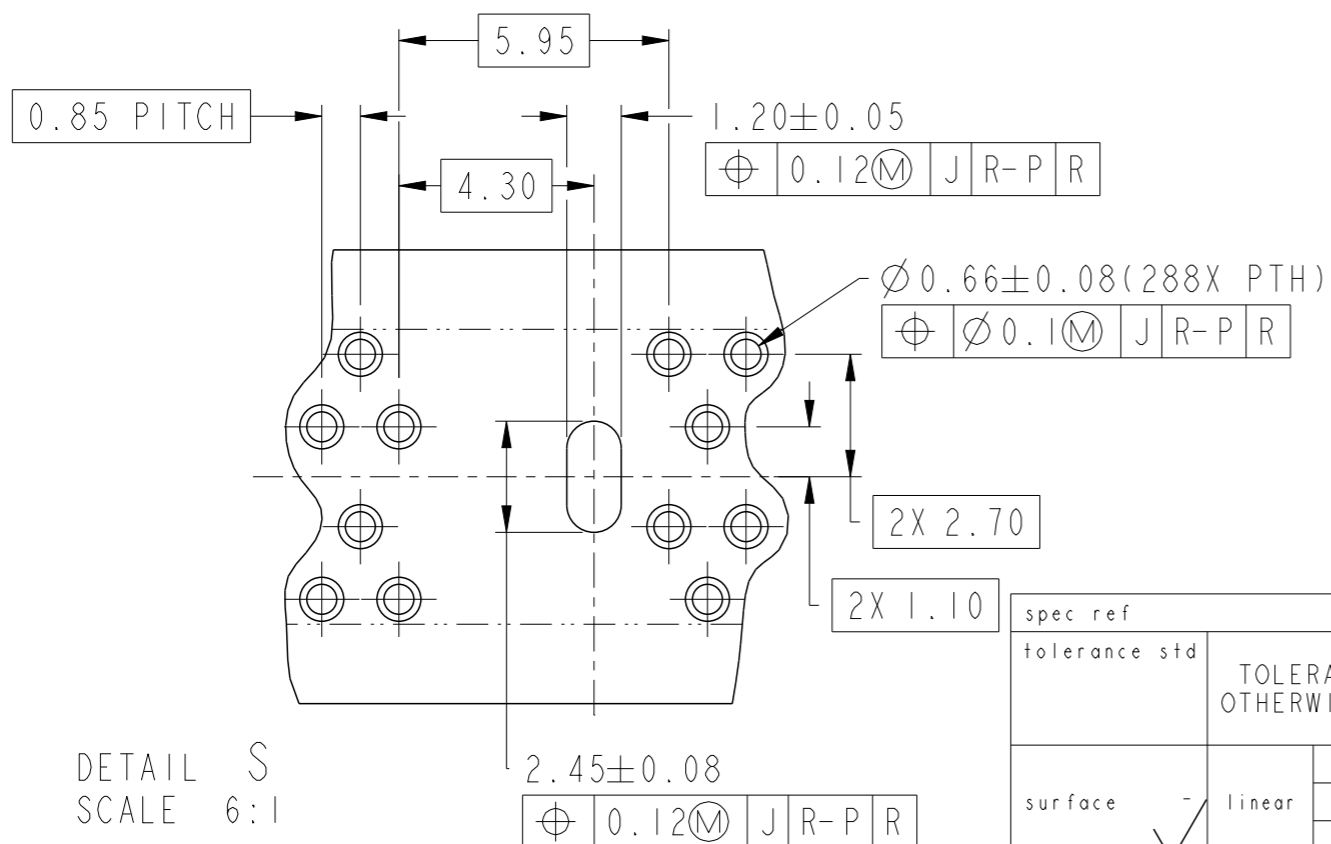 5.95
0.85 PITCH
1.20±0.05
⌖ 0.12Ⓜ J R-P R
4.30
Ø0.66±0.08(288X PTH)
⌖ Ø0.1Ⓜ J R-P R
2X 2.70
2X 1.10
spec ref
tolerance std
TOLERA
OTHERWI
DETAIL S
SCALE 6:1
2.45±0.08
⌖ 0.12Ⓜ J R-P R
surface - linear